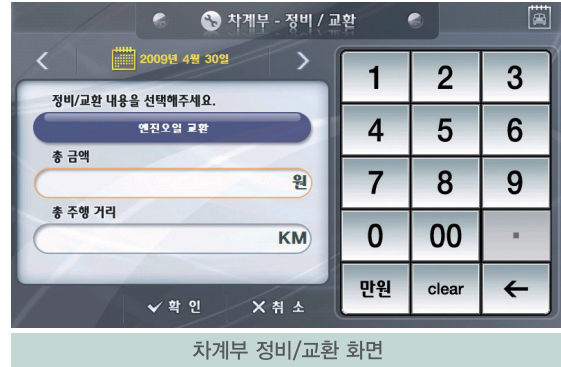 차계부 - 정비 / 교환
2009년 4월 30일
정비/교환 내용을 선택해주세요.
엔진오일 교환
총 금액
원
총 주행 거리
KM
확 인
취 소
1 2 3
4 5 6
7 8 9
0 00 .
만원 clear ←
차계부 정비/교환 화면